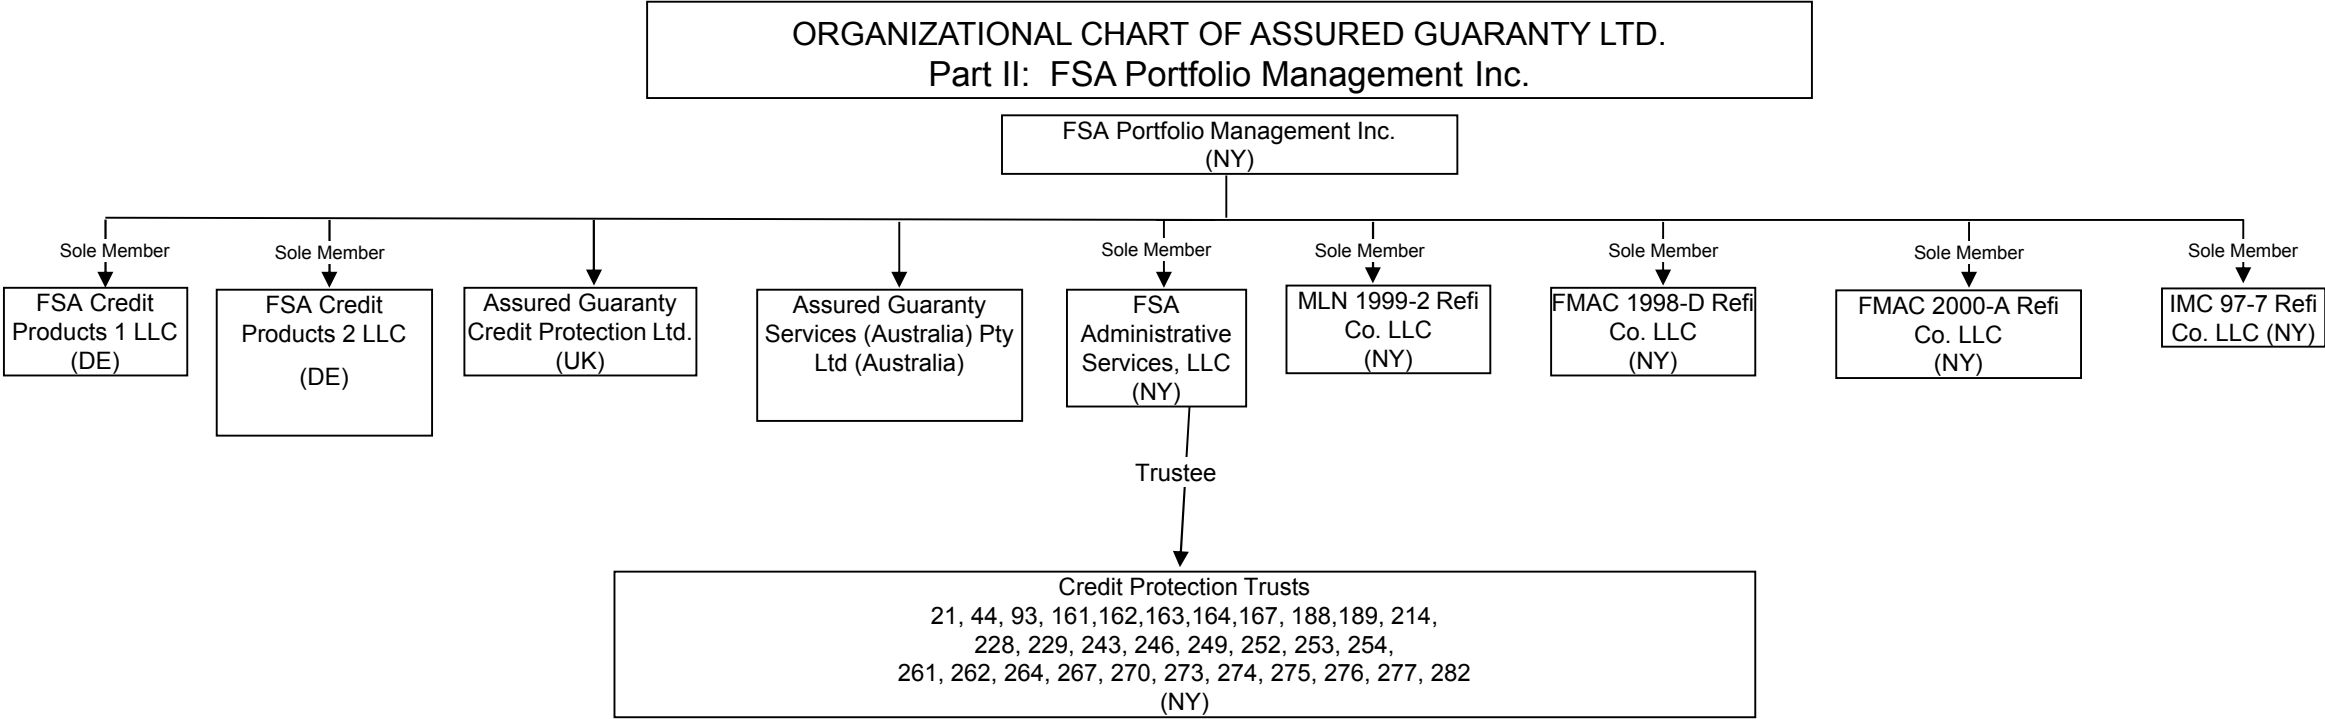 ORGANIZATIONAL CHART OF ASSURED GUARANTY LTD.
Part II:  FSA Portfolio Management Inc.
FSA Portfolio Management Inc.
(NY)
Sole Member
Sole Member
Sole Member
Sole Member
Sole Member
Sole Member
Sole Member
FSA Credit
Products 1 LLC
(DE)
FSA Credit
Products 2 LLC
(DE)
Assured Guaranty
Credit Protection Ltd.
(UK)
Assured Guaranty
Services (Australia) Pty
Ltd (Australia)
FSA
Administrative
Services, LLC
(NY)
MLN 1999-2 Refi
Co. LLC
(NY)
FMAC 1998-D Refi
Co. LLC
(NY)
FMAC 2000-A Refi
Co. LLC
(NY)
IMC 97-7 Refi
Co. LLC (NY)
Trustee
Credit Protection Trusts
21, 44, 93, 161,162,163,164,167, 188,189, 214,
228, 229, 243, 246, 249, 252, 253, 254,
261, 262, 264, 267, 270, 273, 274, 275, 276, 277, 282
(NY)